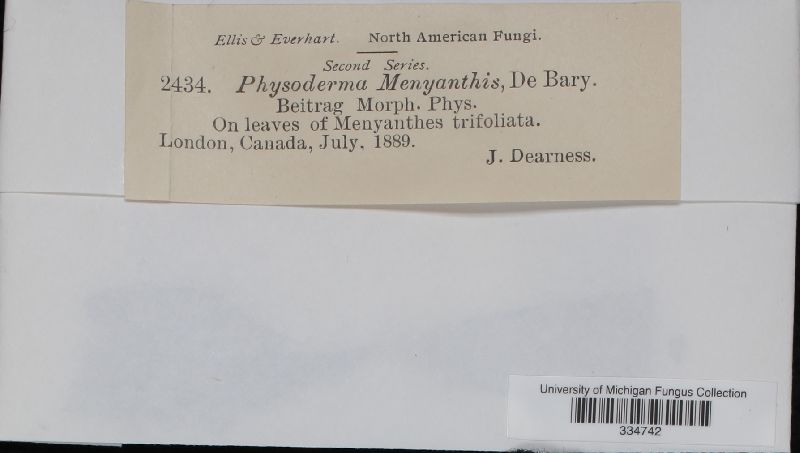 Ellis & Everhart. North American Fungi.
Second Series.
2434. Physoderma Menyanthis, De Bary.
Beitrag Morph. Phys.
On leaves of Menyanthes trifoliata.
London, Canada, July, 1889.
J. Dearness.
University of Michigan Fungus Collection
334742